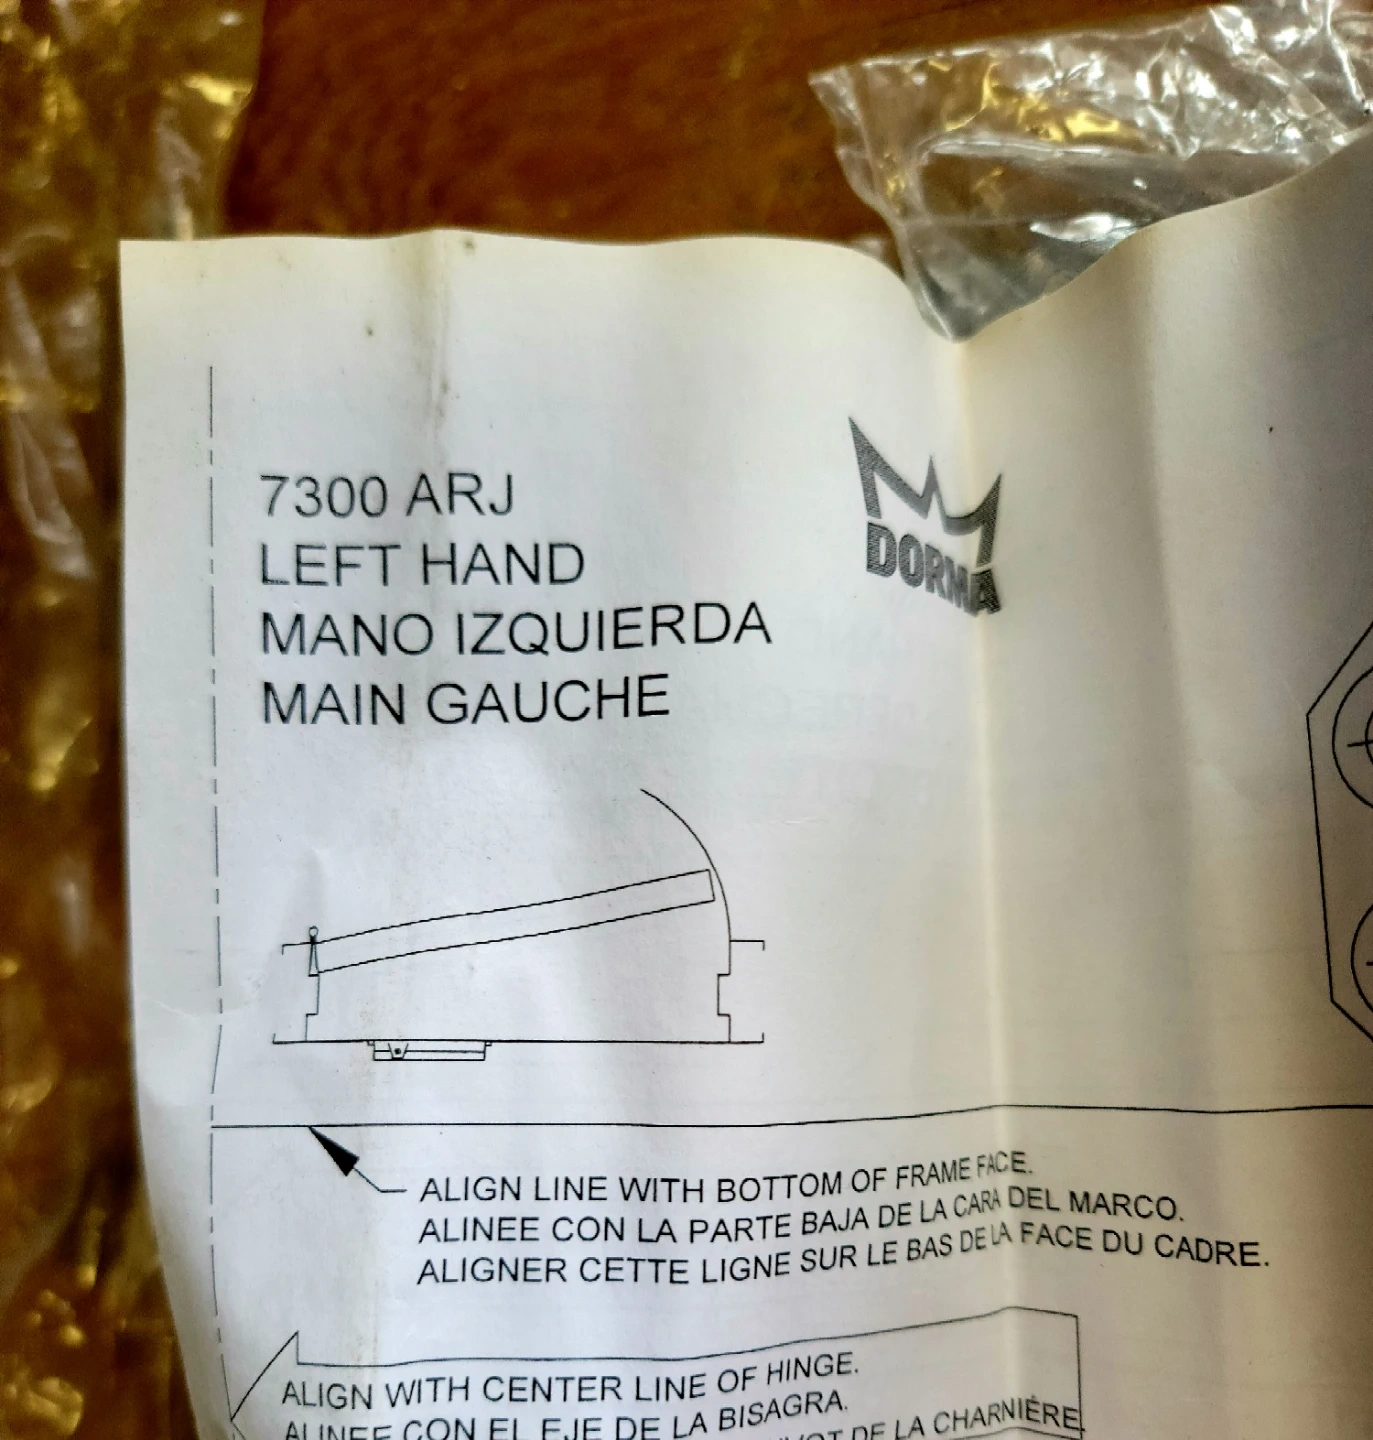 7300 ARJ
LEFT HAND
MANO IZQUIERDA
MAIN GAUCHE
DORMA
ALIGN LINE WITH BOTTOM OF FRAME FACE.
ALINEE CON LA PARTE BAJA DE LA CARA DEL MARCO.
ALIGNER CETTE LIGNE SUR LE BAS DE LA FACE DU CADRE.
ALIGN WITH CENTER LINE OF HINGE.
ALINEE CON EL EJE DE LA BISAGRA.
DE LA CHARNIÈRE